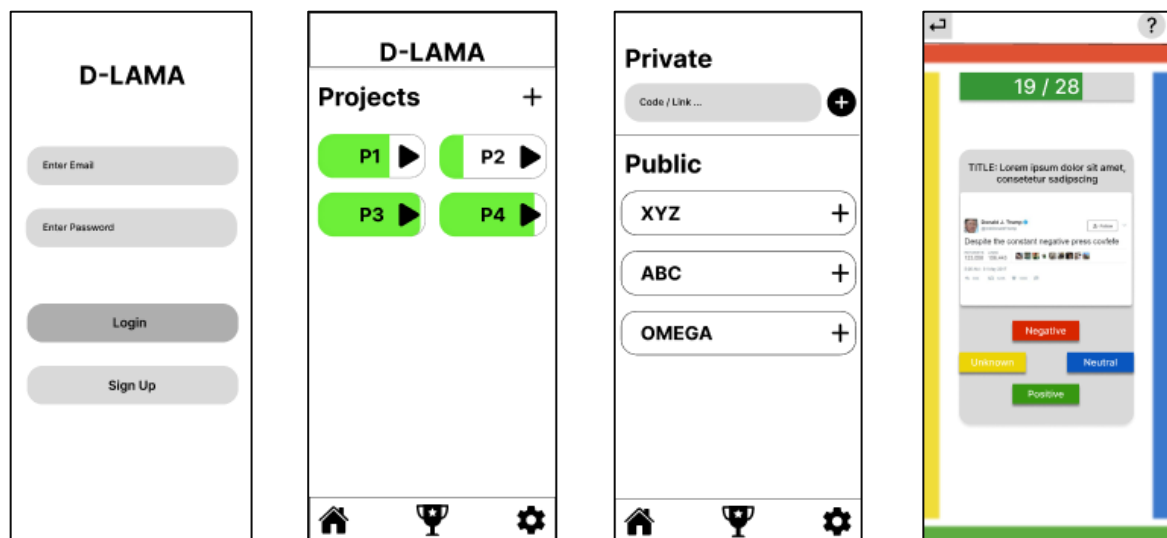 D-LAMA
Enter Email
Enter Password
Login
Sign Up
D-LAMA
Projects +
P1
P2
P3
P4
Private
Code / Link ...
Public
XYZ
ABC
OMEGA
?
19 / 28
TITLE: Lorem ipsum dolor sit amet,
consetetur sadipscing
Donald J. Trump
Follow
Despite the constant negative press covfefe
Negative
Unknown
Neutral
Positive